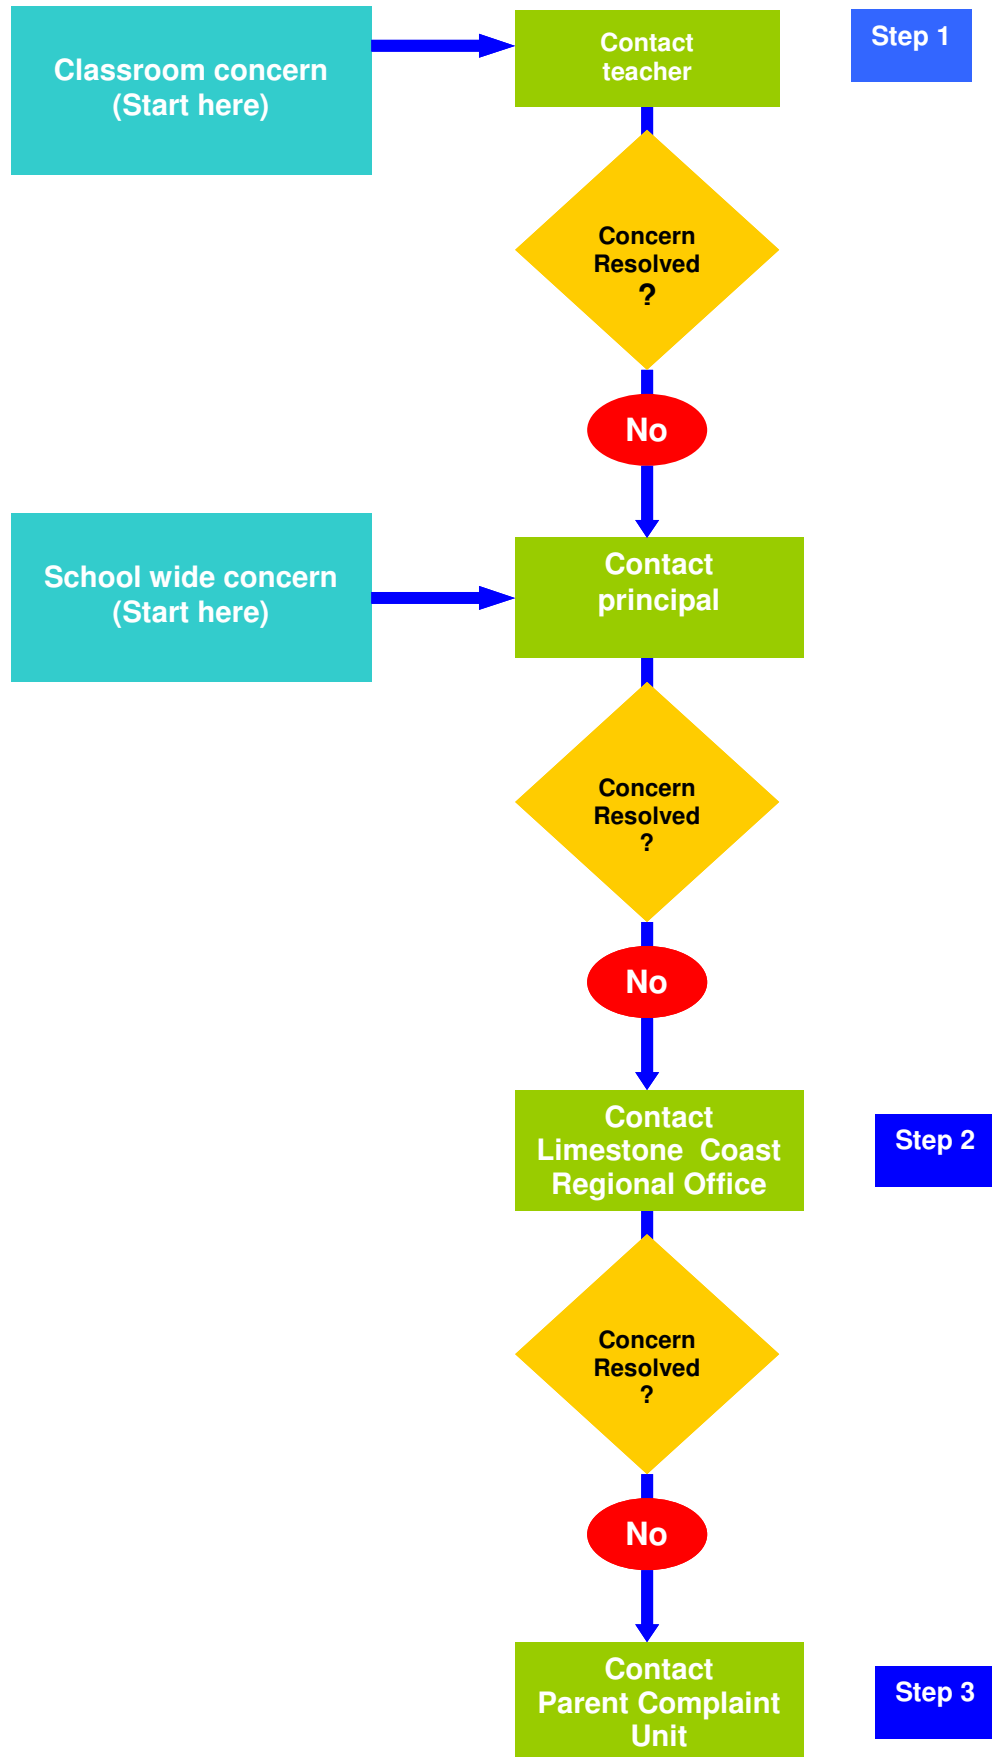 Classroom concern
(Start here)
Contact
teacher
Step 1
Concern
Resolved
?
No
School wide concern
(Start here)
Contact
principal
Concern
Resolved
?
No
Contact
Limestone Coast
Regional Office
Step 2
Concern
Resolved
?
No
Contact
Parent Complaint
Unit
Step 3